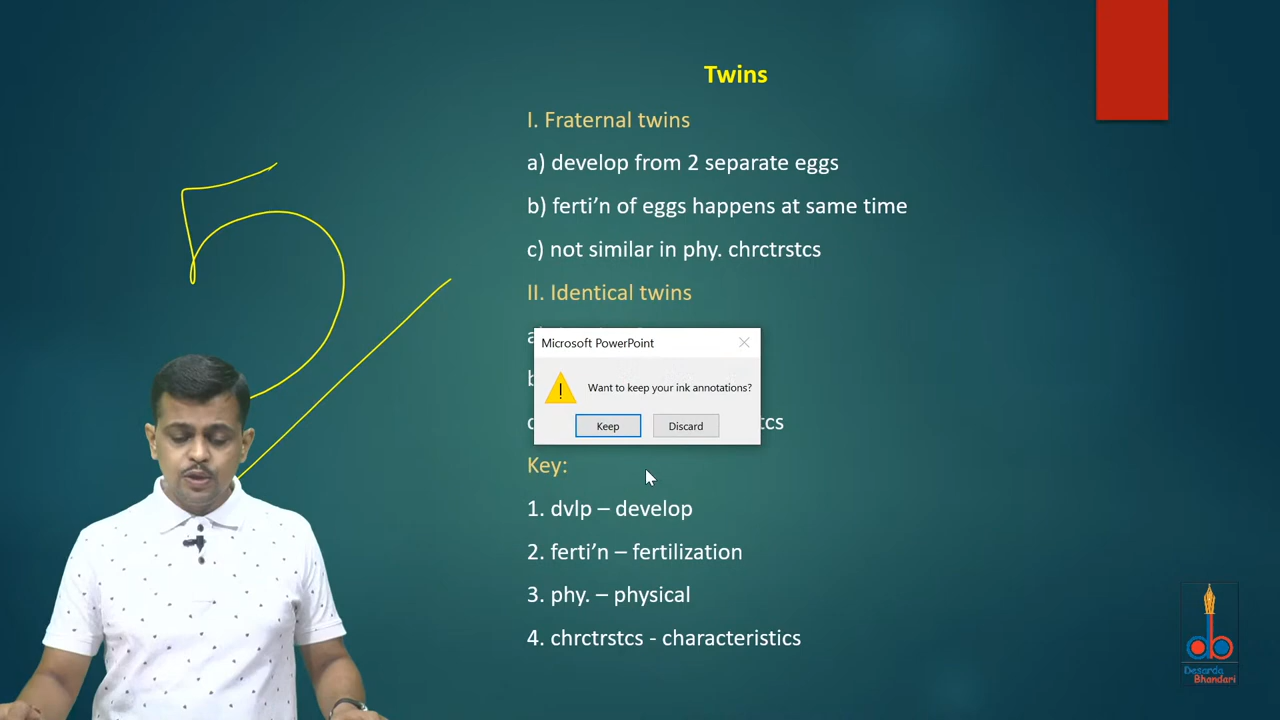 Twins
I. Fraternal twins
a) develop from 2 separate eggs
b) ferti’n of eggs happens at same time
c) not similar in phy. chrctrstcs
II. Identical twins
Microsoft PowerPoint
Want to keep your ink annotations?
Keep
Discard
Key:
1. dvlp – develop
2. ferti’n – fertilization
3. phy. – physical
4. chrctrstcs - characteristics
5
db
Desarda
Bhandari